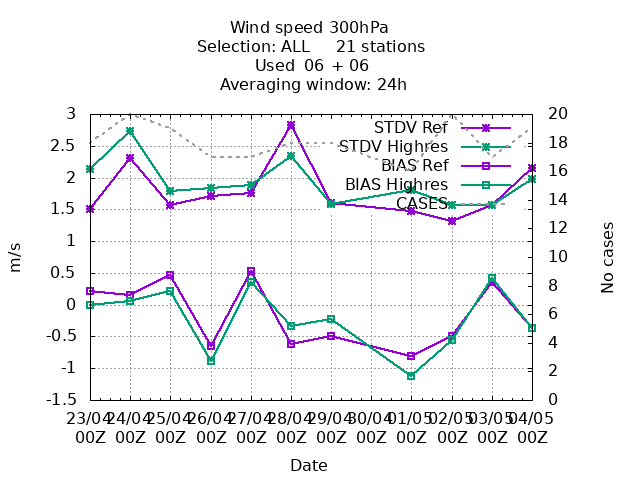 Wind speed 300hPa
Selection: ALL 21 stations
Used 06 + 06
Averaging window: 24h
3
2.5
2
1.5
1
0.5
0
-0.5
-1
-1.5
m/s
STDV Ref
STDV Highres
BIAS Ref
BIAS Highres
CASES
20
18
16
14
12
10
8
6
4
2
0
No cases
23/04 24/04 25/04 26/04 27/04 28/04 29/04 30/04 01/05 02/05 03/05 04/05
00Z 00Z 00Z 00Z 00Z 00Z 00Z 00Z 00Z 00Z 00Z 00Z
Date